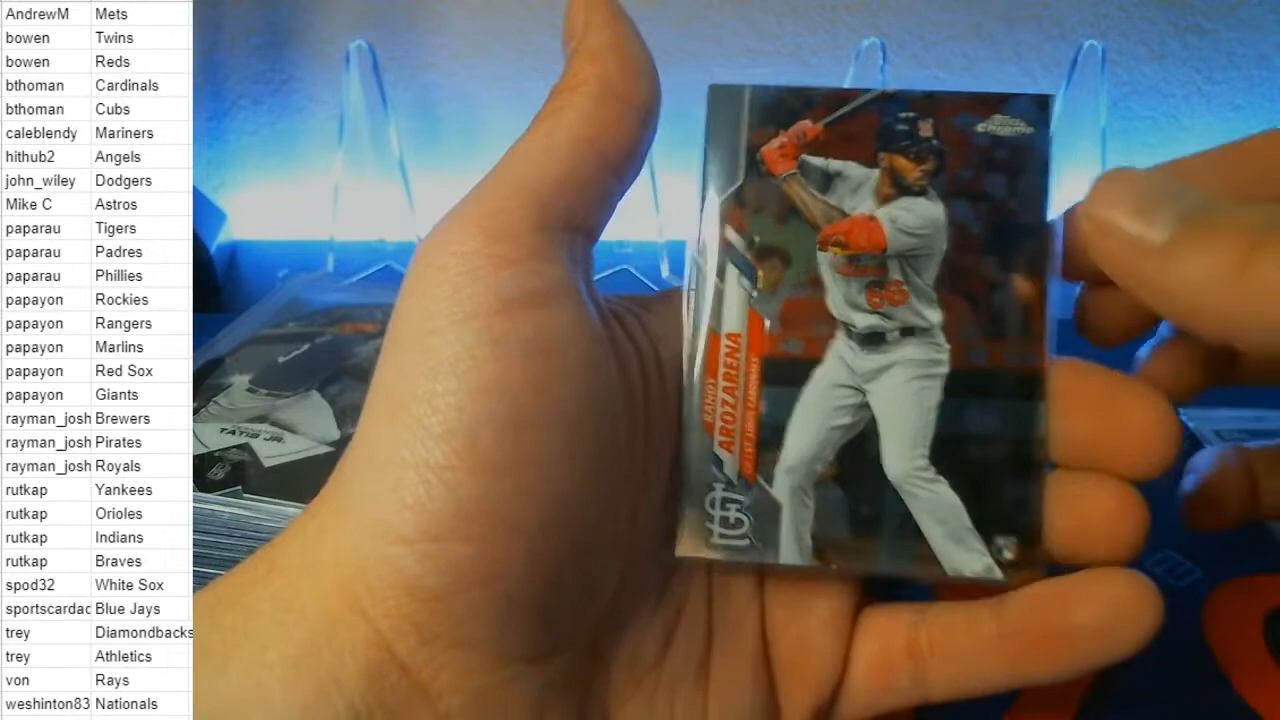 AndrewM Mets
bowen Twins
bowen Reds
bthoman Cardinals
bthoman Cubs
caleblendy Mariners
hithub2 Angels
john_wiley Dodgers
Mike C Astros
paparau Tigers
paparau Padres
paparau Phillies
papayon Rockies
papayon Rangers
papayon Marlins
papayon Red Sox
papayon Giants
rayman_josh Brewers
rayman_josh Pirates
rayman_josh Royals
rutkap Yankees
rutkap Orioles
rutkap Indians
rutkap Braves
spod32 White Sox
sportscardac Blue Jays
trey Diamondbacks
trey Athletics
von Rays
weshinton83 Nationals
Topps
Chrome
66
RANDY
AROZARENA
ST. LOUIS CARDINALS
TATIS JR.